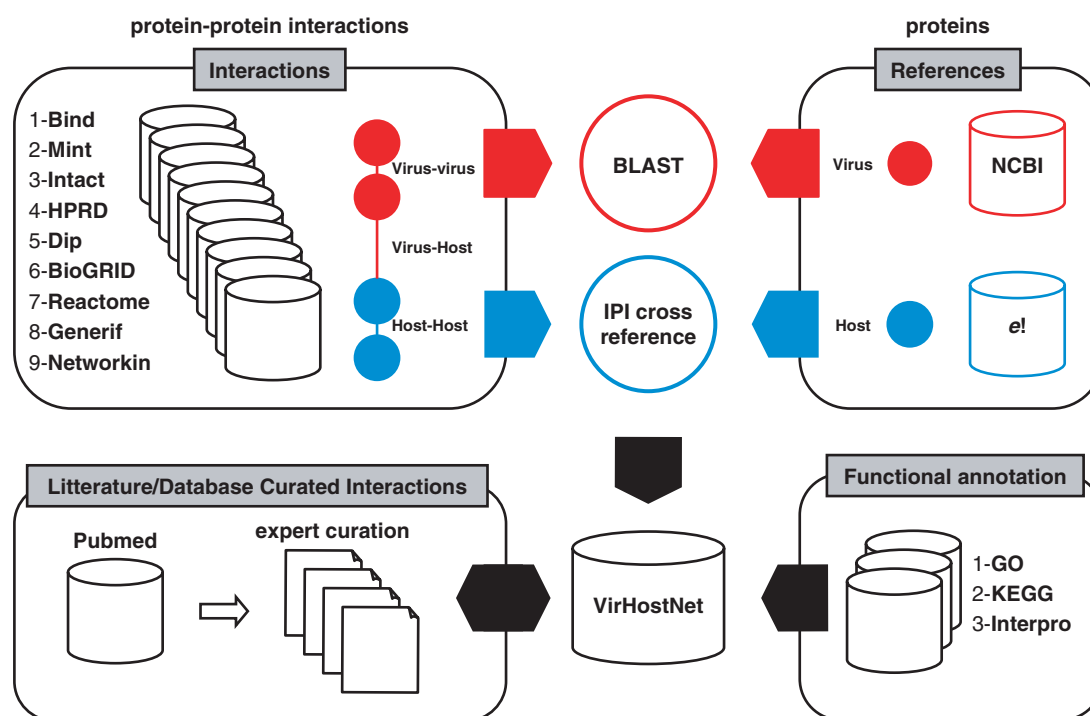 protein-protein interactions
proteins
Interactions
References
1-Bind
2-Mint
3-Intact
4-HPRD
5-Dip
6-BioGRID
7-Reactome
8-Generif
9-Networkin
Virus-virus
Virus-Host
Host-Host
BLAST
IPI cross
reference
Virus
NCBI
Host
e!
Litterature/Database Curated Interactions
Functional annotation
Pubmed
expert curation
VirHostNet
1-GO
2-KEGG
3-Interpro